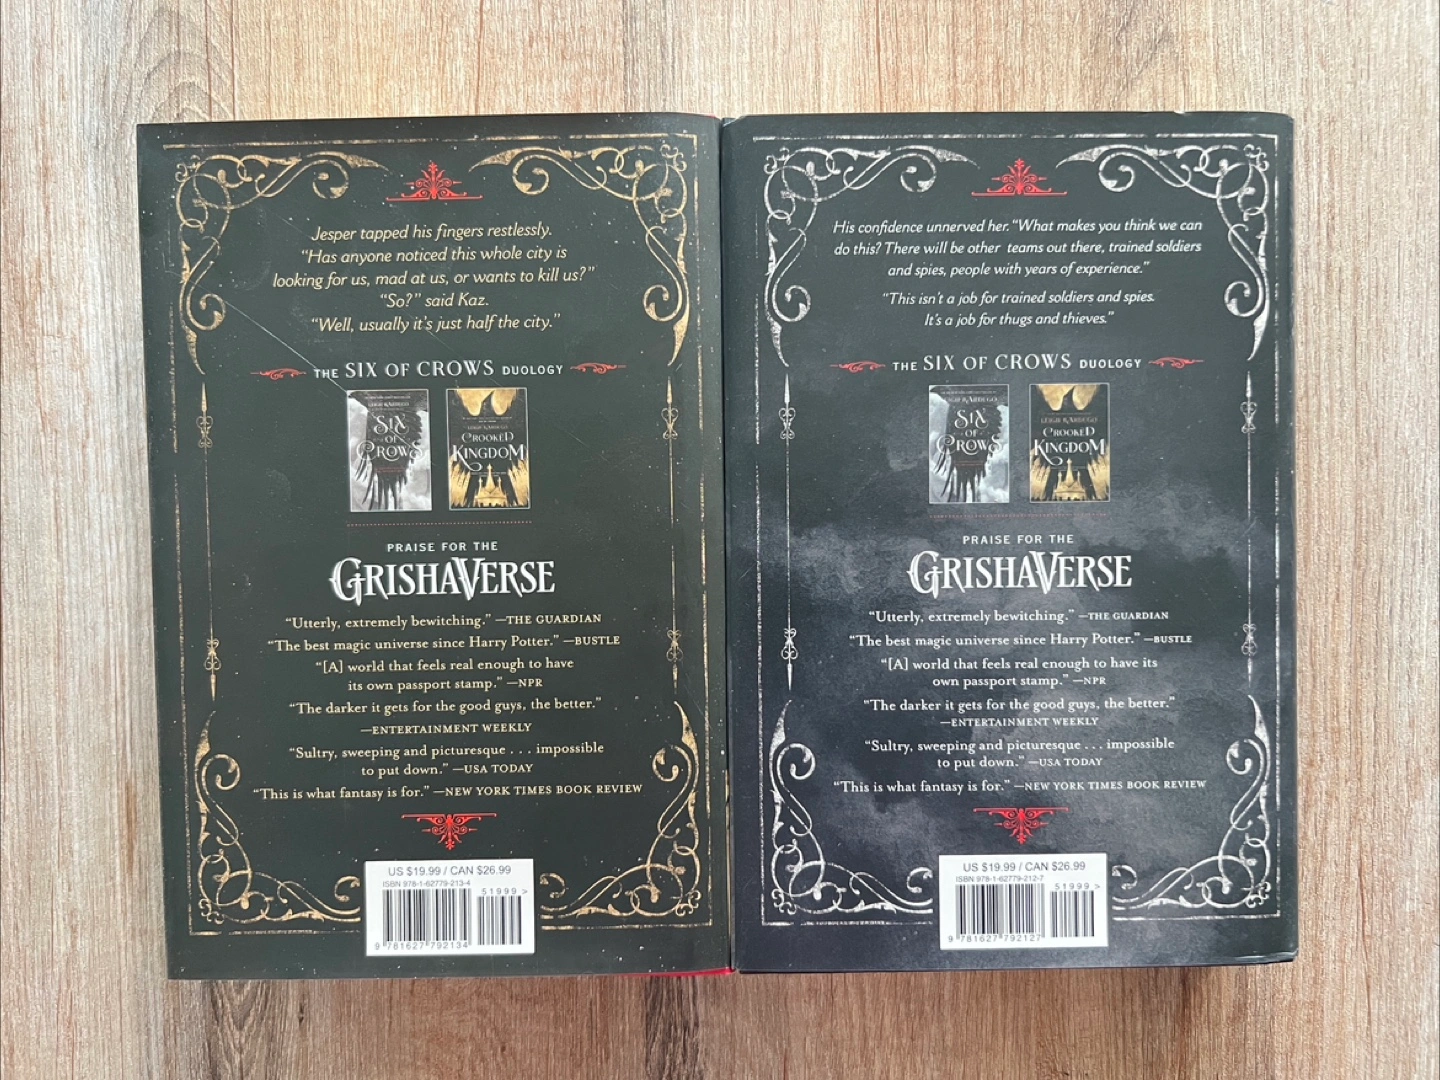 Jesper tapped his fingers restlessly.
“Has anyone noticed this whole city is
looking for us, mad at us, or wants to kill us?”
“So?” said Kaz.
“Well, usually it’s just half the city.”
THE SIX OF CROWS DUOLOGY
LEIGH BARDUGO
SIX
OF
CROWS
LEIGH BARDUGO
CROOKED
KINGDOM
PRAISE FOR THE
GRISHAVERSE
“Utterly, extremely bewitching.” —THE GUARDIAN
“The best magic universe since Harry Potter.” —BUSTLE
“[A] world that feels real enough to have
its own passport stamp.” —NPR
“The darker it gets for the good guys, the better.”
—ENTERTAINMENT WEEKLY
“Sultry, sweeping and picturesque . . . impossible
to put down.” —USA TODAY
“This is what fantasy is for.” —NEW YORK TIMES BOOK REVIEW
US $19.99 / CAN $26.99
ISBN 978-1-62779-213-4
51999>
9 781627 792134
His confidence unnerved her. “What makes you think we can
do this? There will be other teams out there, trained soldiers
and spies, people with years of experience.”
“This isn’t a job for trained soldiers and spies.
It’s a job for thugs and thieves.”
THE SIX OF CROWS DUOLOGY
LEIGH BARDUGO
SIX
OF
CROWS
LEIGH BARDUGO
CROOKED
KINGDOM
PRAISE FOR THE
GRISHAVERSE
“Utterly, extremely bewitching.” —THE GUARDIAN
“The best magic universe since Harry Potter.” —BUSTLE
“[A] world that feels real enough to have its
own passport stamp.” —NPR
“The darker it gets for the good guys, the better.”
—ENTERTAINMENT WEEKLY
“Sultry, sweeping and picturesque . . . impossible
to put down.” —USA TODAY
“This is what fantasy is for.” —NEW YORK TIMES BOOK REVIEW
US $19.99 / CAN $26.99
ISBN 978-1-62779-212-7
51999>
9 781627 792127